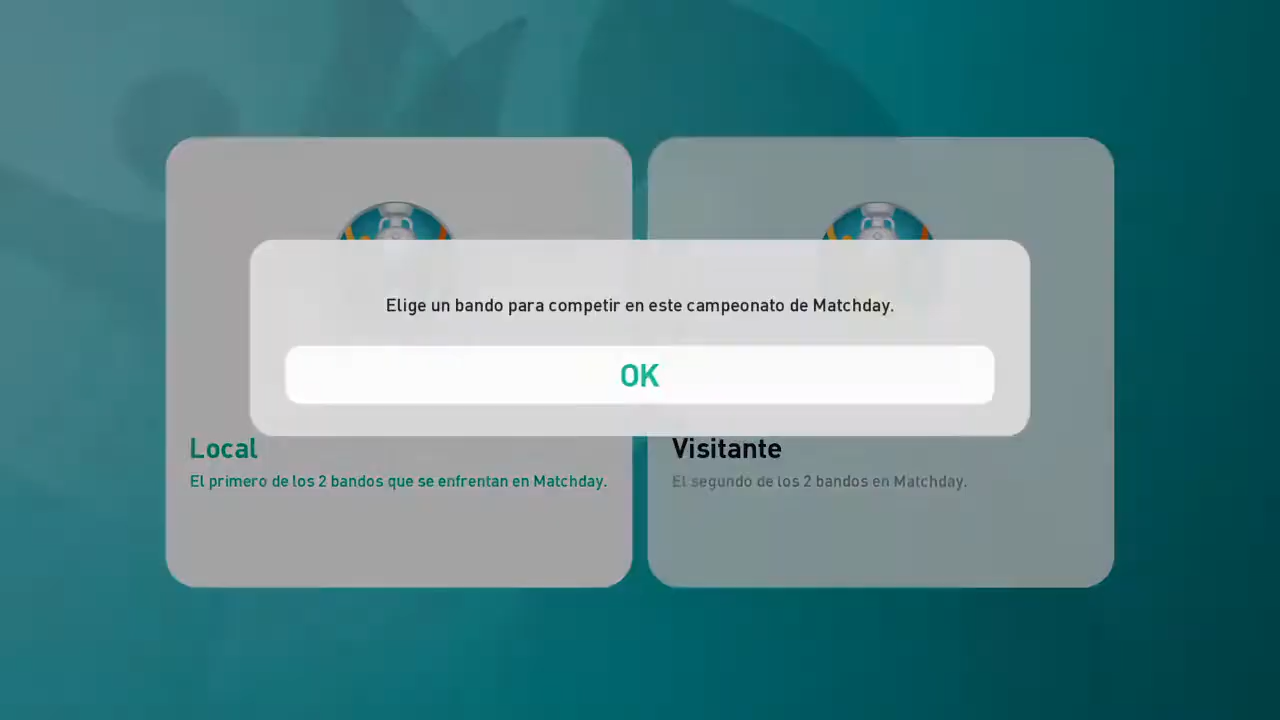 Elige un bando para competir en este campeonato de Matchday.
OK
Local
El primero de los 2 bandos que se enfrentan en Matchday.
Visitante
El segundo de los 2 bandos en Matchday.